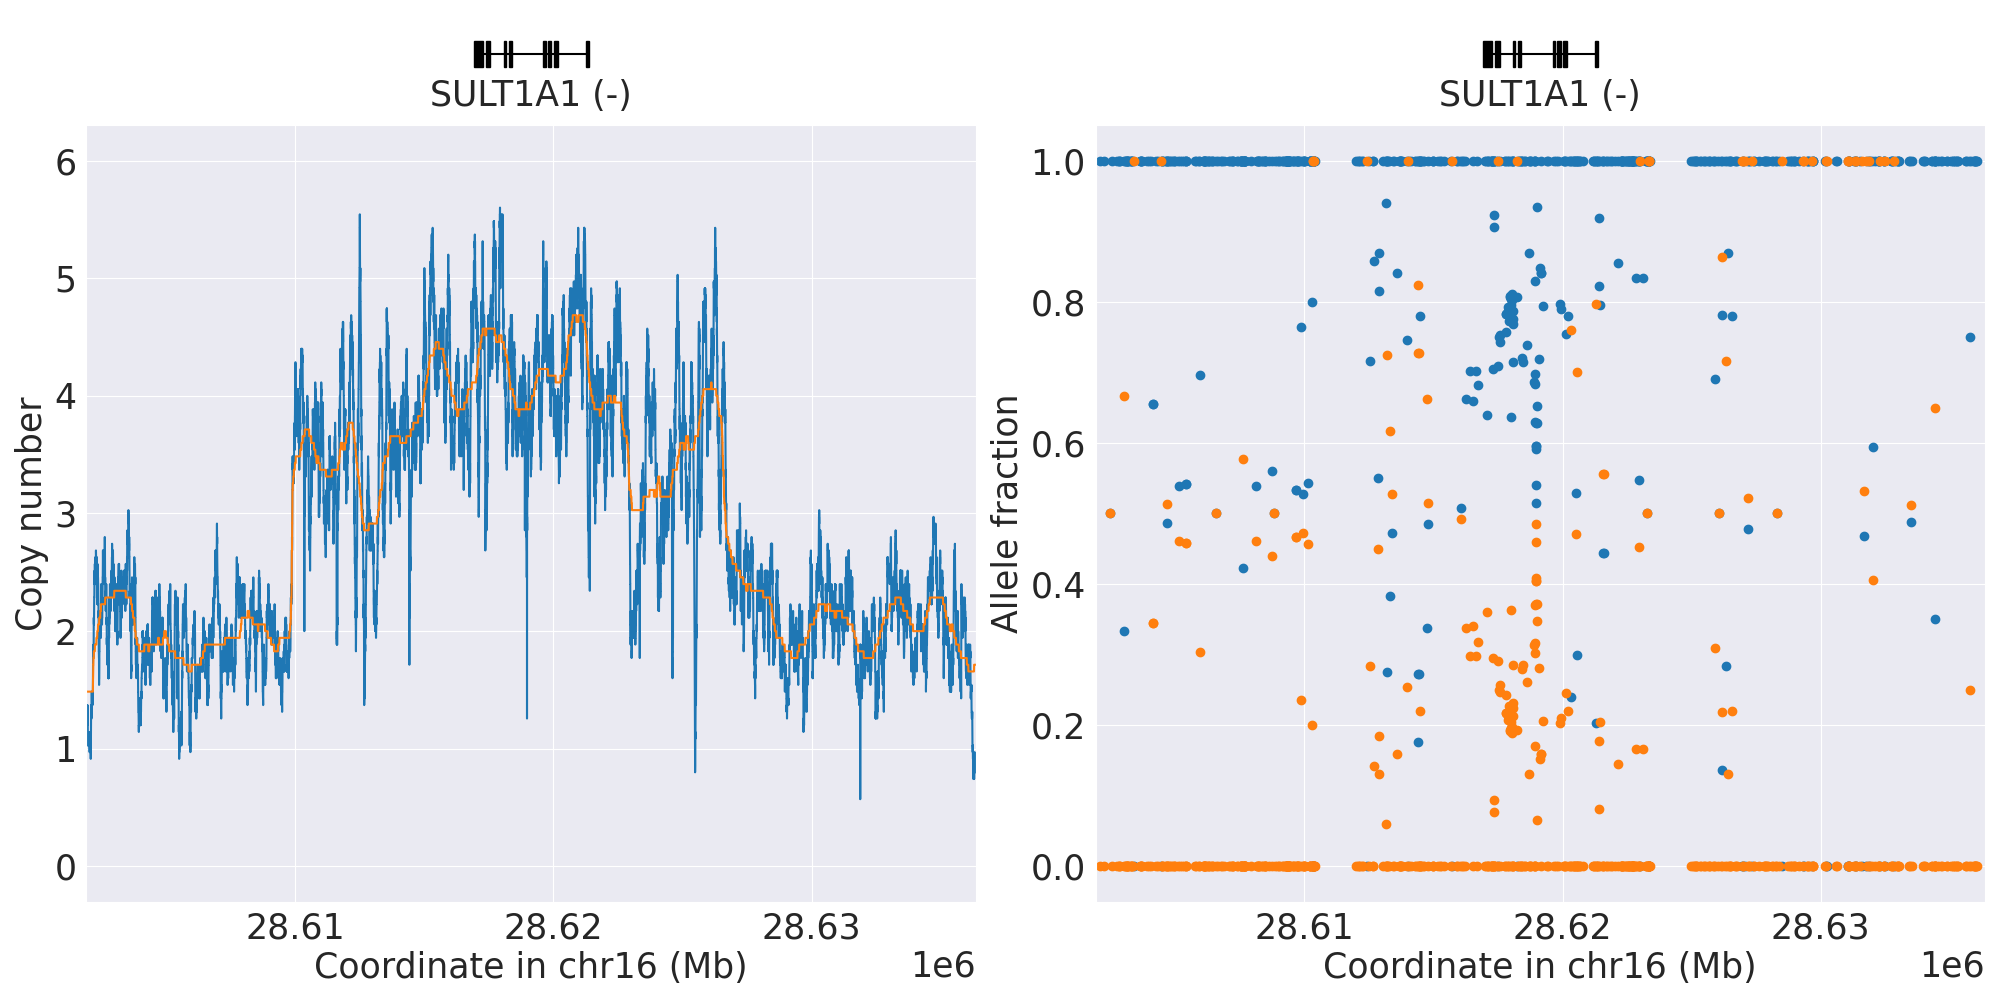 SULT1A1 (-)
6
5
4
3
2
1
0
Copy number
28.61
28.62
28.63
Coordinate in chr16 (Mb)
1e6
SULT1A1 (-)
1.0
0.8
0.6
0.4
0.2
0.0
Allele fraction
28.61
28.62
28.63
Coordinate in chr16 (Mb)
1e6